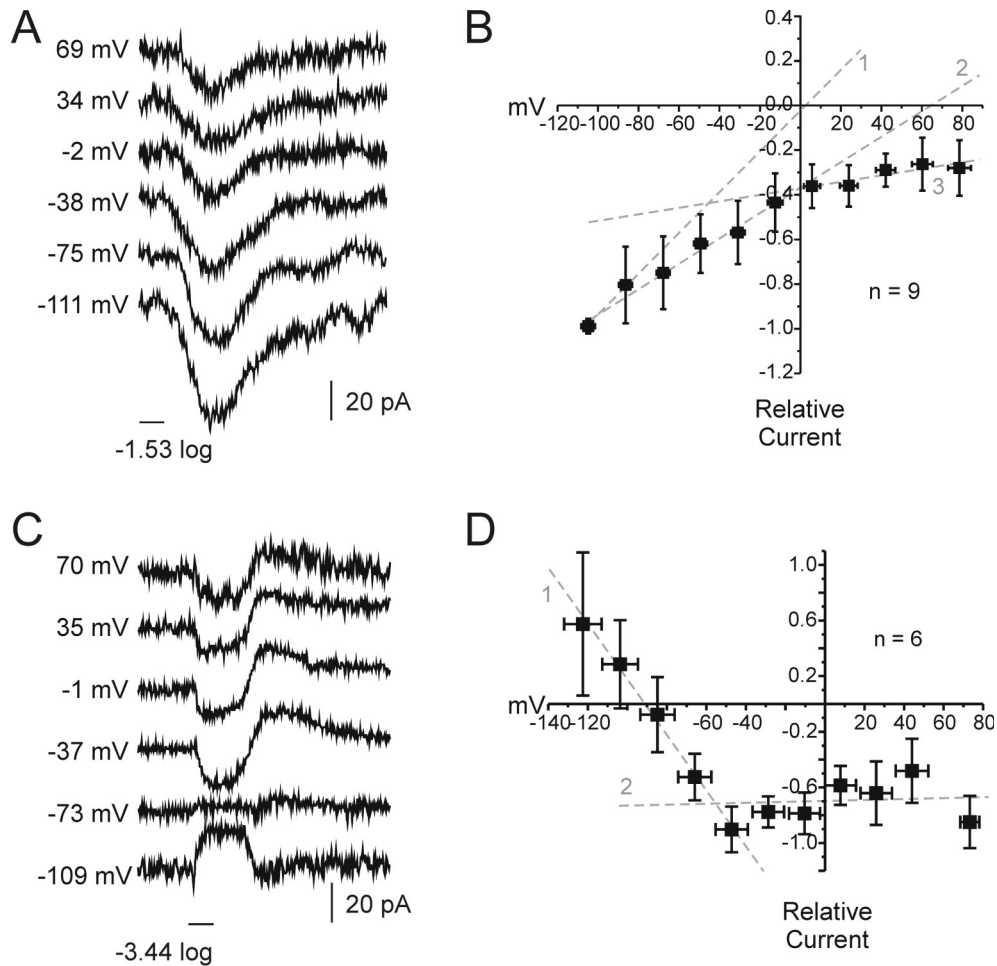 A
69 mV
34 mV
-2 mV
-38 mV
-75 mV
-111 mV
20 pA
-1.53 log
B
0.4
0.2
0.0
mV
-120 -100 -80 -60 -40 -20 20 40 60 80
-0.2
-0.4
-0.6
-0.8
-1.0
-1.2
1
2
3
n = 9
Relative
Current
C
70 mV
35 mV
-1 mV
-37 mV
-73 mV
-109 mV
20 pA
-3.44 log
D
1.0
0.6
0.2
mV
-140 -120 -60 -40 20 40 60 80
-0.2
-0.6
-1.0
1
2
n = 6
Relative
Current